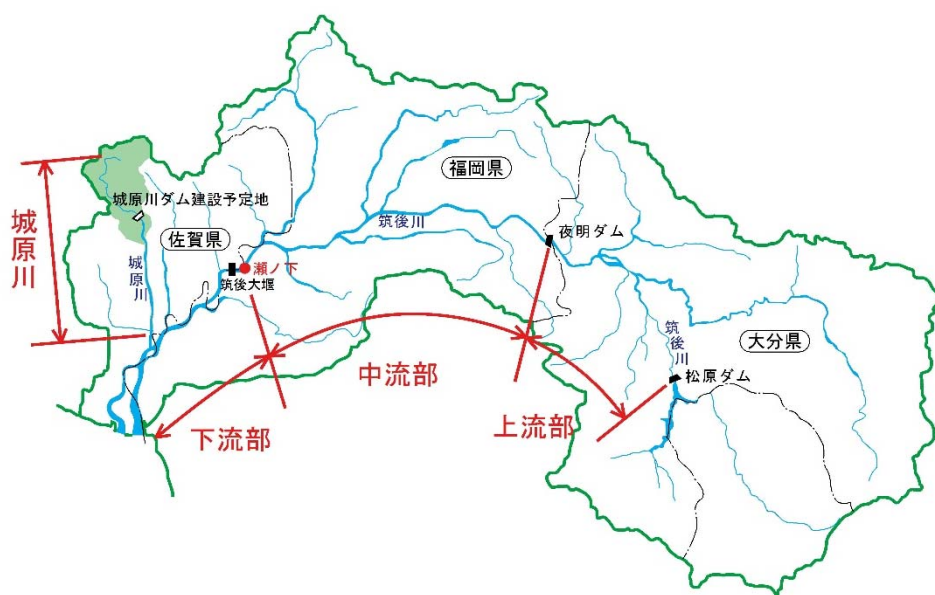 福岡県
城原川ダム建設予定地
筑後川
夜明ダム
佐賀県
城原川
城原川
瀬ノ下
筑後大堰
筑後川
大分県
中流部
松原ダム
下流部
上流部